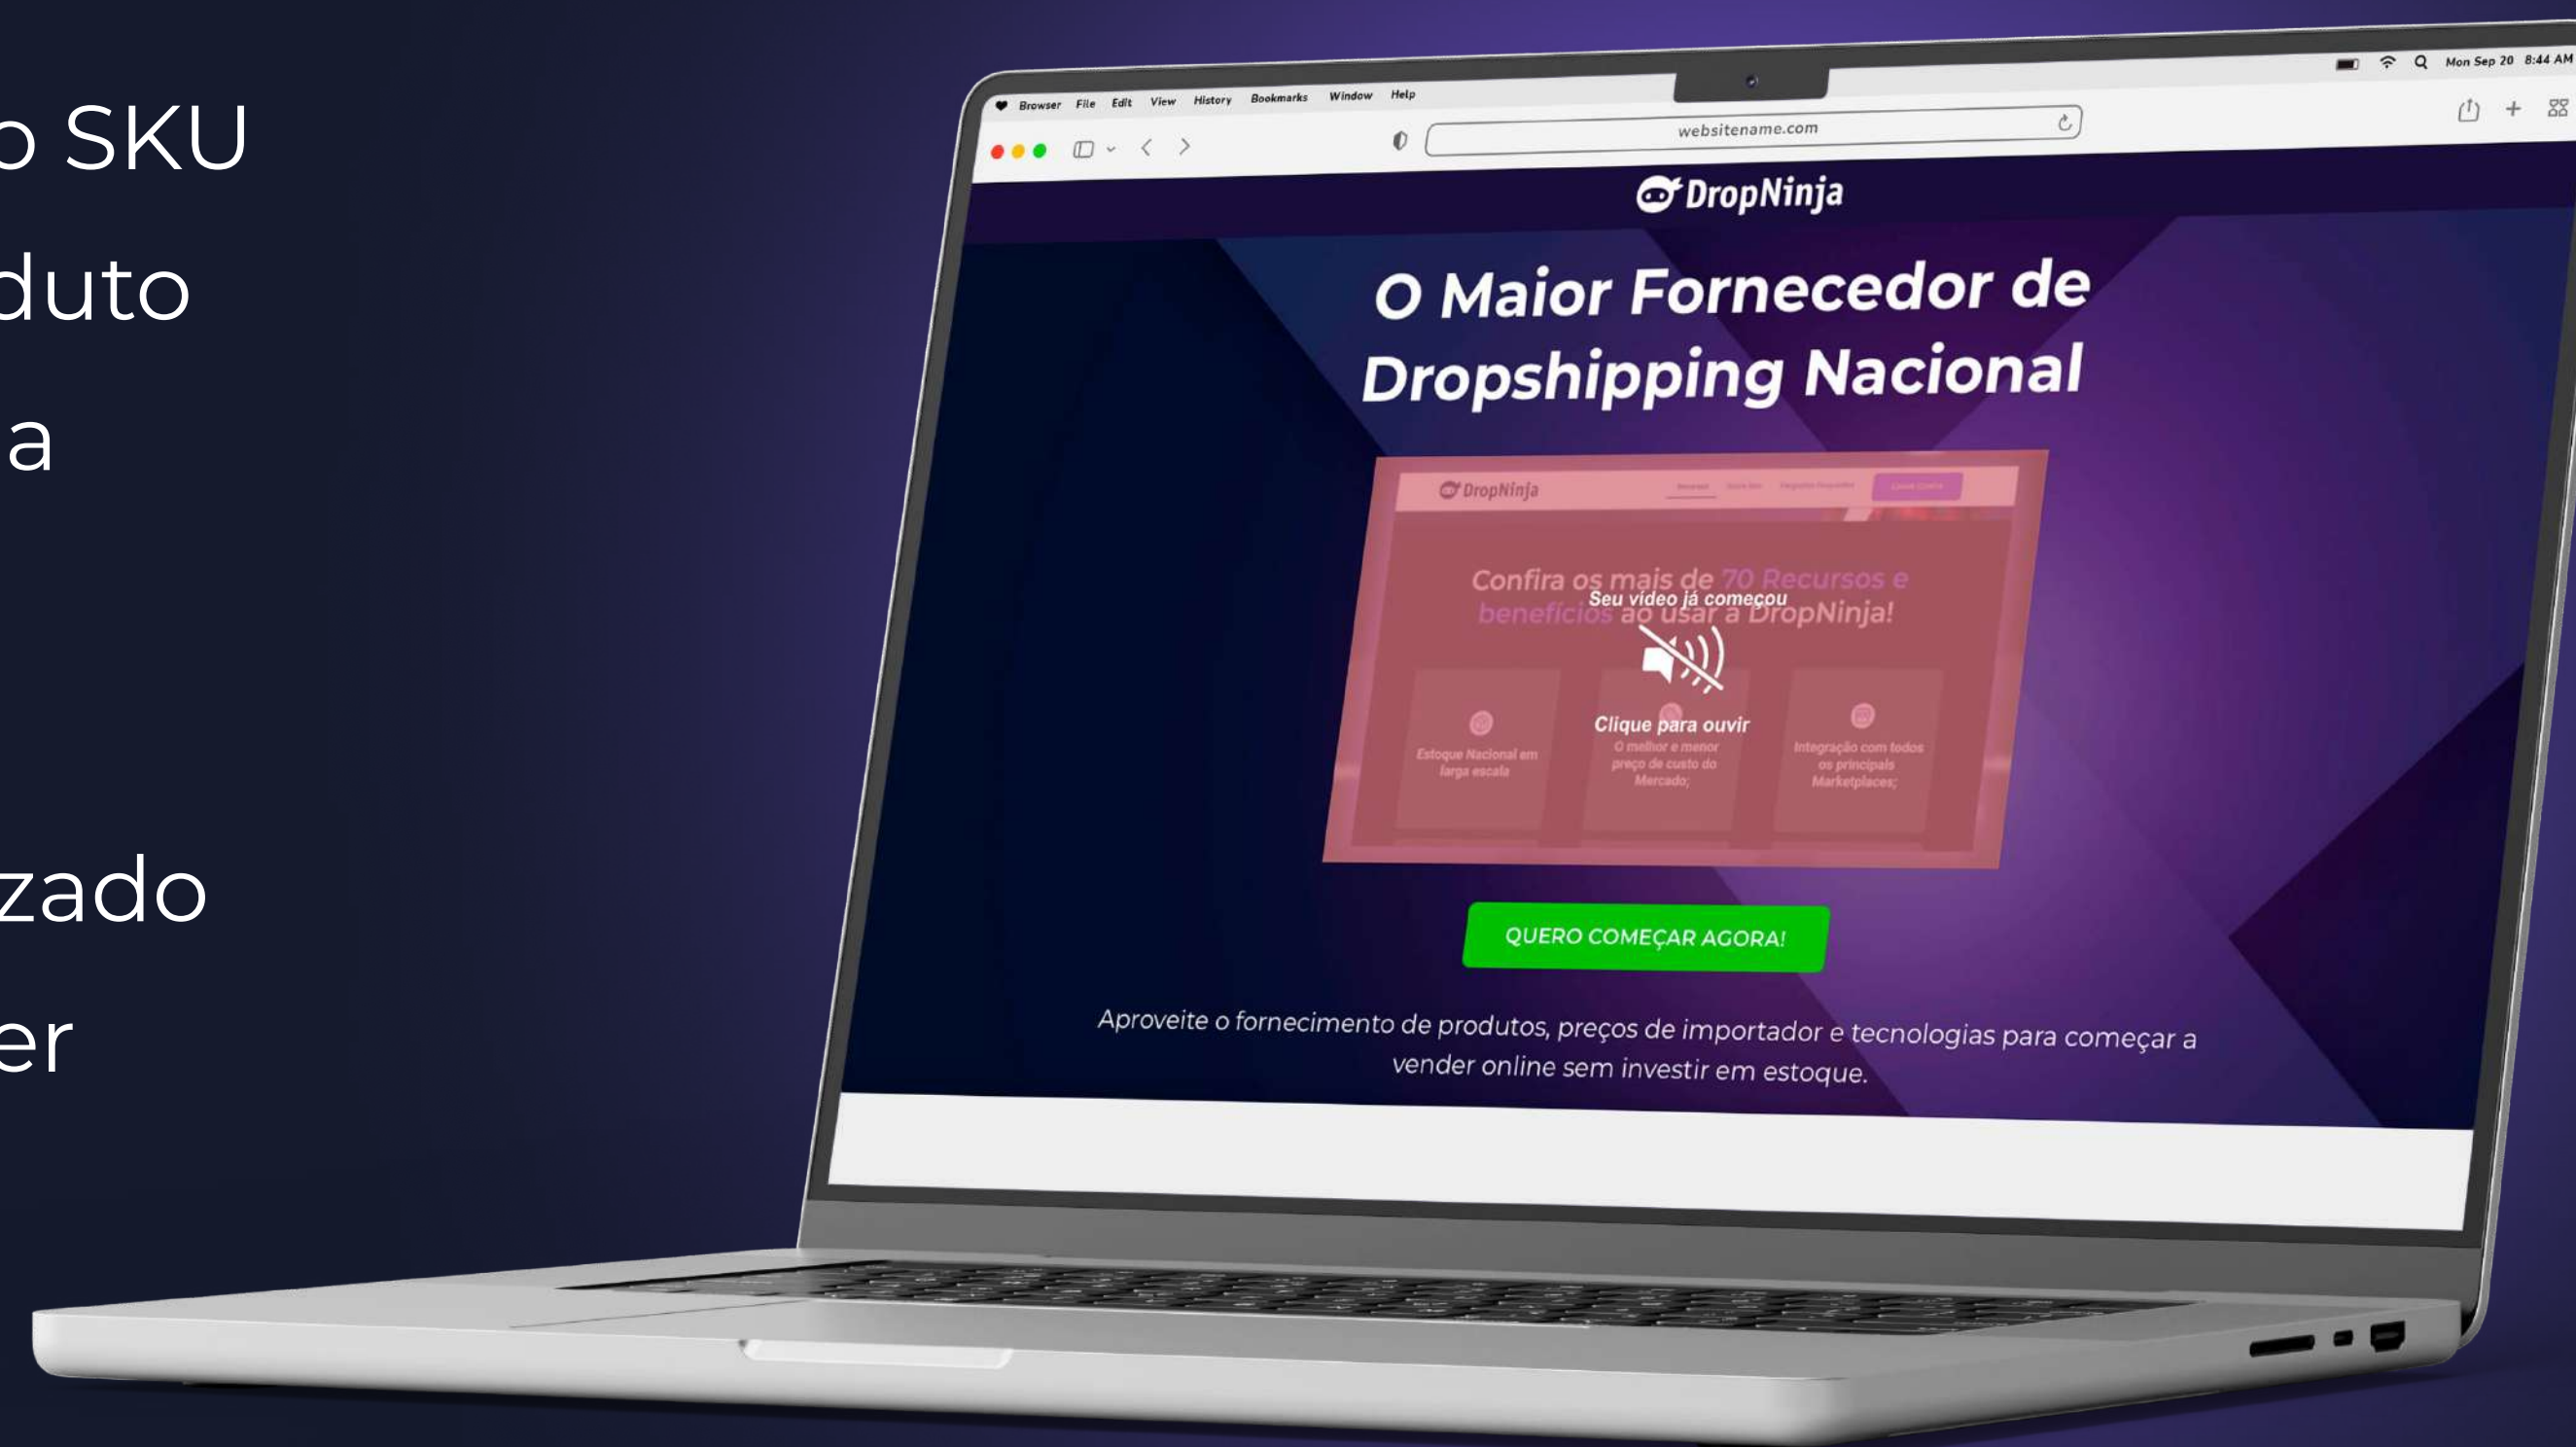 o SKU
duto
a
zado
er
Browser File Edit View History Bookmarks Window Help
Mon Sep 20 8:44 AM
websitename.com
DropNinja
O Maior Fornecedor de
Dropshipping Nacional
DropNinja
Confira os mais de 70 Recursos e
benefícios ao usar a DropNinja!
Seu vídeo já começou
Clique para ouvir
Estoque Nacional em
larga escala
O melhor e menor
preço de custo do
Mercado;
Integração com todos
os principais
Marketplaces;
QUERO COMEÇAR AGORA!
Aproveite o fornecimento de produtos, preços de importador e tecnologias para começar a
vender online sem investir em estoque.